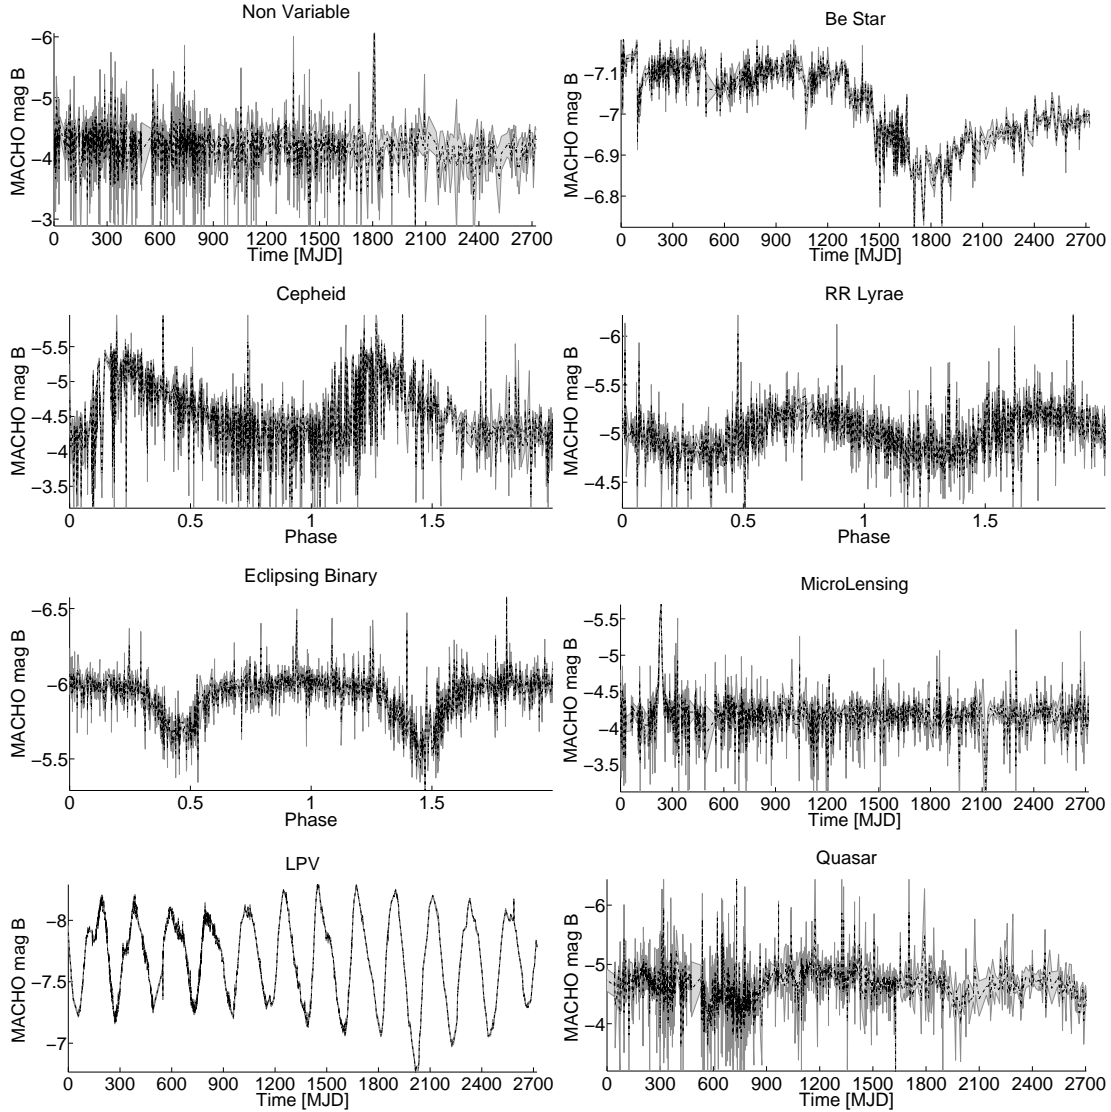 Non Variable
MACHO mag B
−6
−5
−4
−3
0 300 600 900 1200 1500 1800 2100 2400 2700
Time [MJD]
Be Star
MACHO mag B
−7.1
−7
−6.9
−6.8
0 300 600 900 1200 1500 1800 2100 2400 2700
Time [MJD]
Cepheid
MACHO mag B
−5.5
−5
−4.5
−4
−3.5
0 0.5 1 1.5
Phase
RR Lyrae
MACHO mag B
−6
−5.5
−5
−4.5
0 0.5 1 1.5
Phase
Eclipsing Binary
MACHO mag B
−6.5
−6
−5.5
0 0.5 1 1.5
Phase
MicroLensing
MACHO mag B
−5.5
−5
−4.5
−4
−3.5
0 300 600 900 1200 1500 1800 2100 2400 2700
Time [MJD]
LPV
MACHO mag B
−8
−7.5
−7
0 300 600 900 1200 1500 1800 2100 2400 2700
Time [MJD]
Quasar
MACHO mag B
−6
−5
−4
0 300 600 900 1200 1500 1800 2100 2400 2700
Time [MJD]